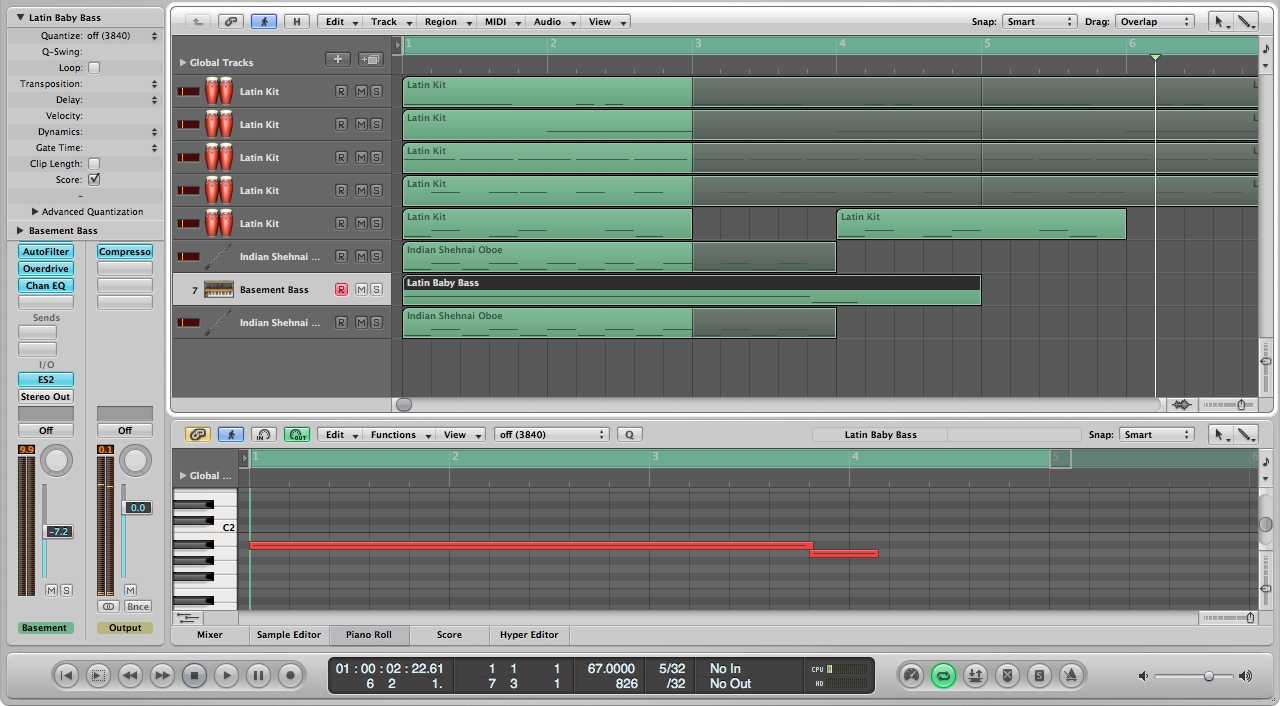 Latin Baby Bass
Quantize: off (3840)
Q-Swing:
Loop:
Transposition:
Delay:
Velocity:
Dynamics:
Gate Time:
Clip Length:
Score:
–
Advanced Quantization
Basement Bass
AutoFilter Compresso
Overdrive
Chan EQ
Sends
I/O
ES2
Stereo Out
Off Off
9.9 0.1
0.0
-7.2
M S M
Bnce
Basement Output
H Edit Track Region MIDI Audio View Snap: Smart Drag: Overlap
1 2 3 4 5 6
Global Tracks
Latin Kit R M S Latin Kit L
Latin Kit R M S Latin Kit L
Latin Kit R M S Latin Kit L
Latin Kit R M S Latin Kit L
Latin Kit R M S Latin Kit Latin Kit
Indian Shehnai ... R M S Indian Shehnai Oboe
7 Basement Bass R M S Latin Baby Bass
Indian Shehnai ... R M S Indian Shehnai Oboe
IN OUT Edit Functions View off (3840) Q Latin Baby Bass Snap: Smart
1 2 3 4 5 6
Global ...
C2
Mixer Sample Editor Piano Roll Score Hyper Editor
01 : 00 : 02 : 22.61 1 1 1 67.0000 5/32 No In CPU
6 2 1. 7 3 1 826 /32 No Out HD
S